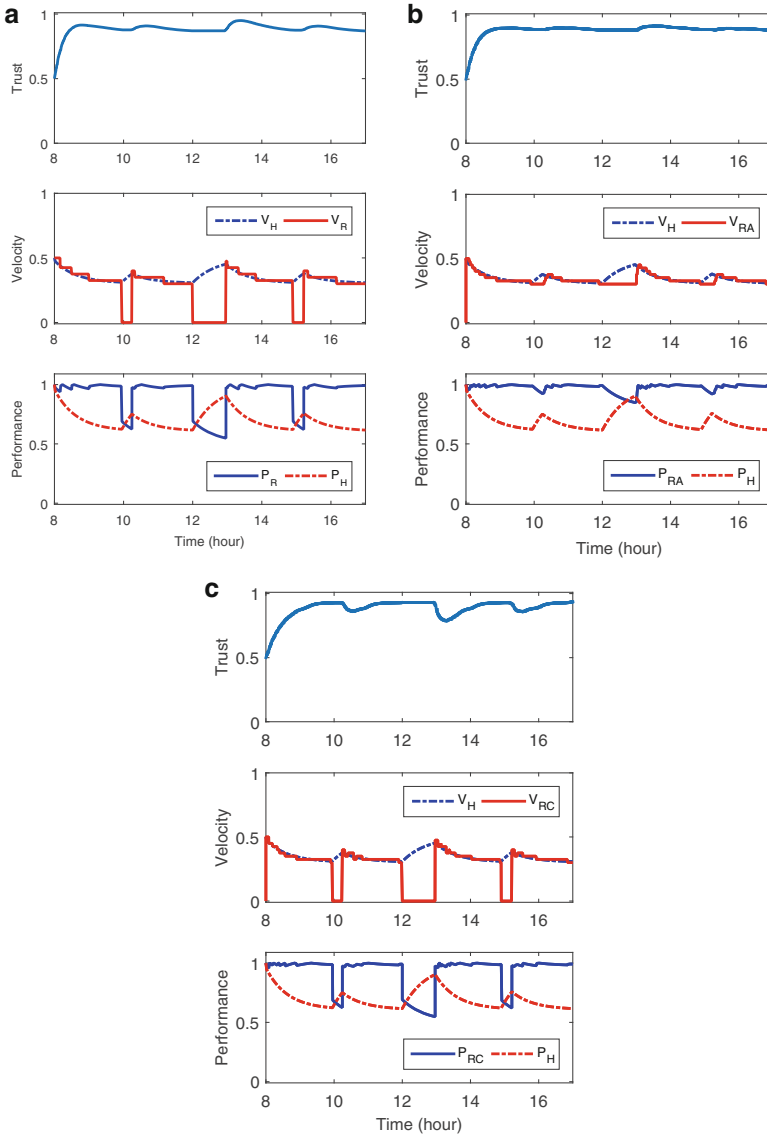 a
1
0.5
0
Trust
8 10 12 14 16
1
0.5
0
Velocity
V_H V_R
8 10 12 14 16
1
0.5
0
Performance
P_R P_H
8 10 12 14 16
Time (hour)
b
1
0.5
0
Trust
8 10 12 14 16
1
0.5
0
Velocity
V_H V_RA
8 10 12 14 16
1
0.5
0
Performance
P_RA P_H
8 10 12 14 16
Time (hour)
c
1
0.5
0
Trust
8 10 12 14 16
1
0.5
0
Velocity
V_H V_RC
8 10 12 14 16
1
0.5
0
Performance
P_RC P_H
8 10 12 14 16
Time (hour)